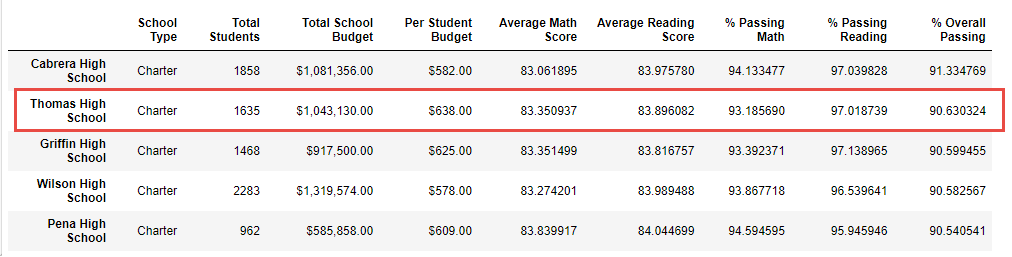 School Type Total Students Total School Budget Per Student Budget Average Math Score Average Reading Score % Passing Math % Passing Reading % Overall Passing
Cabrera High School Charter 1858 $1,081,356.00 $582.00 83.061895 83.975780 94.133477 97.039828 91.334769
Thomas High School Charter 1635 $1,043,130.00 $638.00 83.350937 83.896082 93.185690 97.018739 90.630324
Griffin High School Charter 1468 $917,500.00 $625.00 83.351499 83.816757 93.392371 97.138965 90.599455
Wilson High School Charter 2283 $1,319,574.00 $578.00 83.274201 83.989488 93.867718 96.539641 90.582567
Pena High School Charter 962 $585,858.00 $609.00 83.839917 84.044699 94.594595 95.945946 90.540541